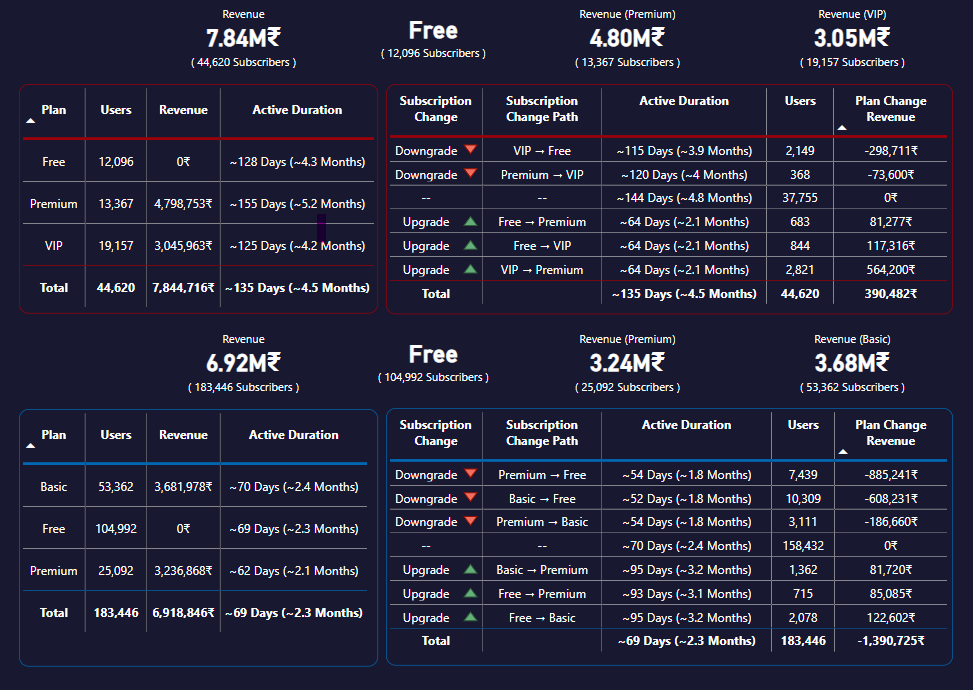 Revenue
7.84M₹
( 44,620 Subscribers )
Free
( 12,096 Subscribers )
Revenue (Premium)
4.80M₹
( 13,367 Subscribers )
Revenue (VIP)
3.05M₹
( 19,157 Subscribers )
Plan Users Revenue Active Duration
Free 12,096 0₹ ~128 Days (~4.3 Months)
Premium 13,367 4,798,753₹ ~155 Days (~5.2 Months)
VIP 19,157 3,045,963₹ ~125 Days (~4.2 Months)
Total 44,620 7,844,716₹ ~135 Days (~4.5 Months)
Subscription Subscription Active Duration Users Plan Change
Change Change Path Revenue
Downgrade VIP → Free ~115 Days (~3.9 Months) 2,149 -298,711₹
Downgrade Premium → VIP ~120 Days (~4 Months) 368 -73,600₹
-- -- ~144 Days (~4.8 Months) 37,755 0₹
Upgrade Free → Premium ~64 Days (~2.1 Months) 683 81,277₹
Upgrade Free → VIP ~64 Days (~2.1 Months) 844 117,316₹
Upgrade VIP → Premium ~64 Days (~2.1 Months) 2,821 564,200₹
Total ~135 Days (~4.5 Months) 44,620 390,482₹
Revenue
6.92M₹
( 183,446 Subscribers )
Free
( 104,992 Subscribers )
Revenue (Premium)
3.24M₹
( 25,092 Subscribers )
Revenue (Basic)
3.68M₹
( 53,362 Subscribers )
Plan Users Revenue Active Duration
Basic 53,362 3,681,978₹ ~70 Days (~2.4 Months)
Free 104,992 0₹ ~69 Days (~2.3 Months)
Premium 25,092 3,236,868₹ ~62 Days (~2.1 Months)
Total 183,446 6,918,846₹ ~69 Days (~2.3 Months)
Subscription Subscription Active Duration Users Plan Change
Change Change Path Revenue
Downgrade Premium → Free ~54 Days (~1.8 Months) 7,439 -885,241₹
Downgrade Basic → Free ~52 Days (~1.8 Months) 10,309 -608,231₹
Downgrade Premium → Basic ~54 Days (~1.8 Months) 3,111 -186,660₹
-- -- ~70 Days (~2.4 Months) 158,432 0₹
Upgrade Basic → Premium ~95 Days (~3.2 Months) 1,362 81,720₹
Upgrade Free → Premium ~93 Days (~3.1 Months) 715 85,085₹
Upgrade Free → Basic ~95 Days (~3.2 Months) 2,078 122,602₹
Total ~69 Days (~2.3 Months) 183,446 -1,390,725₹